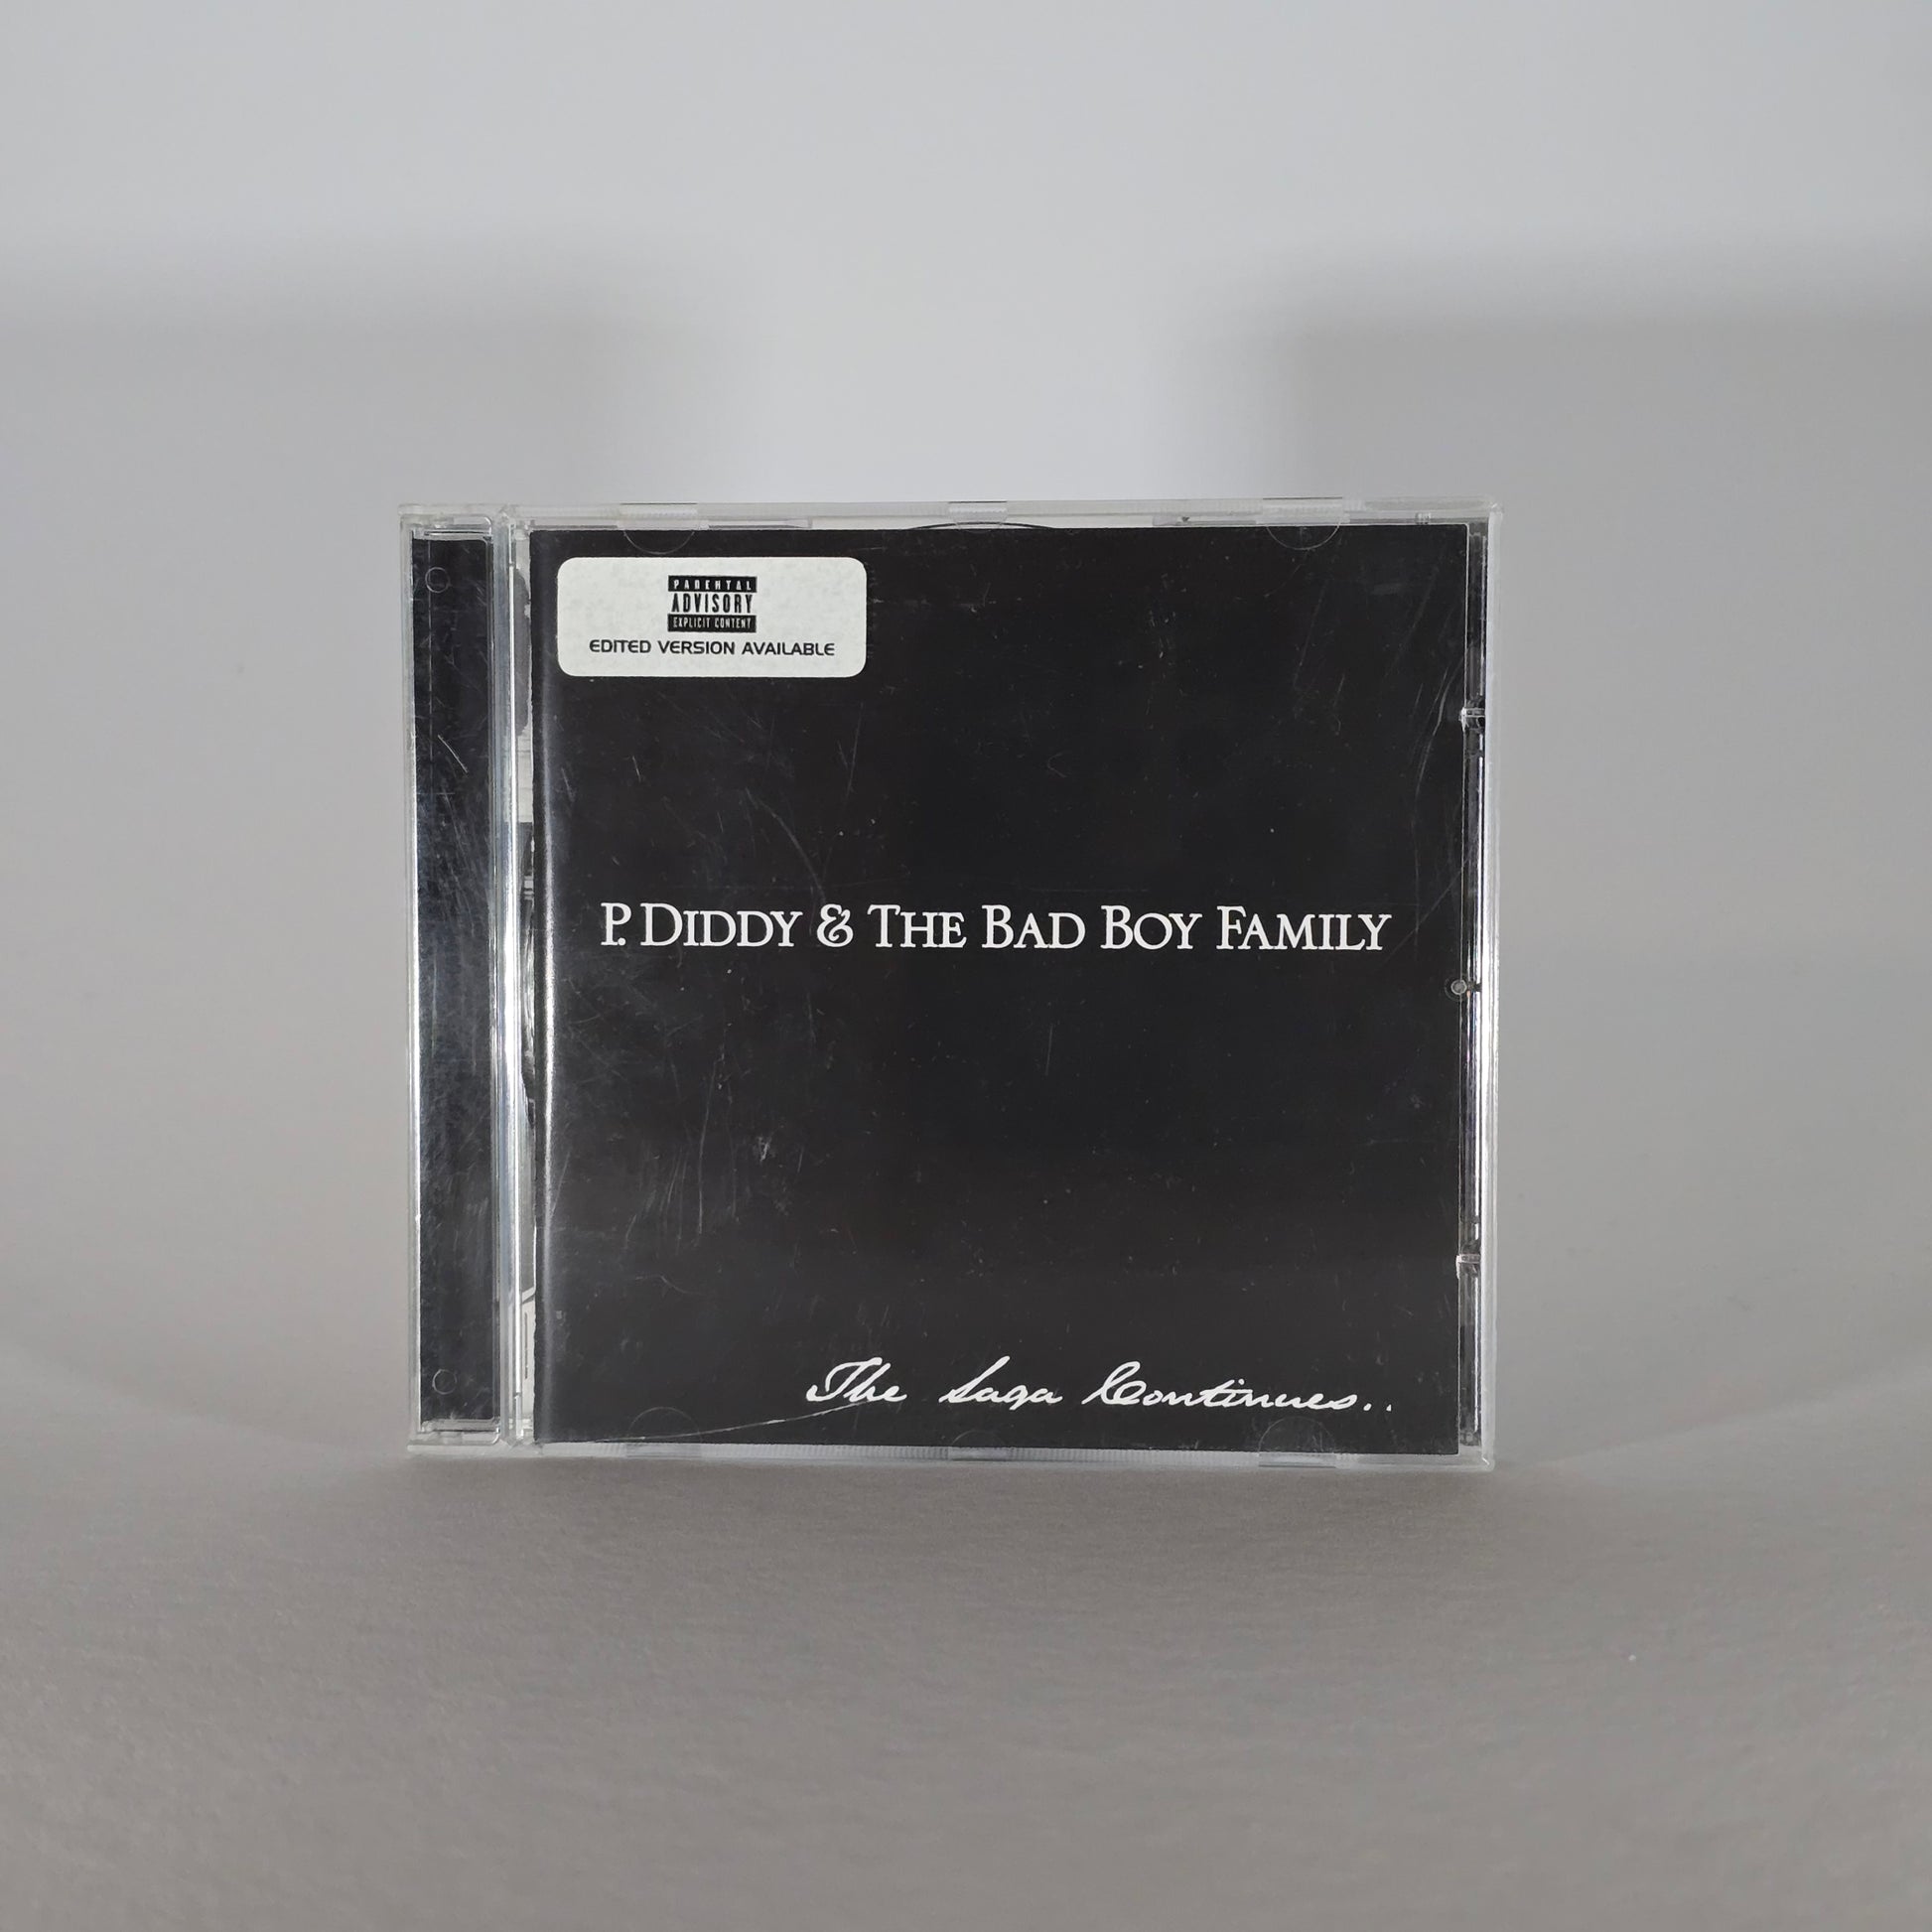 PARENTAL
ADVISORY
EXPLICIT CONTENT
EDITED VERSION AVAILABLE
P. DIDDY & THE BAD BOY FAMILY
The Saga Continues..